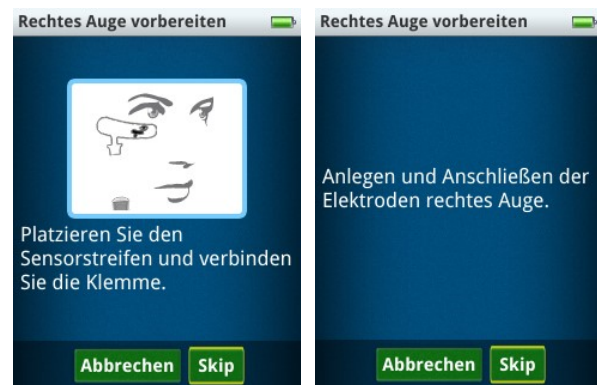 Rechtes Auge vorbereiten
Platzieren Sie den
Sensorstreifen und verbinden
Sie die Klemme.
Abbrechen Skip
Rechtes Auge vorbereiten
Anlegen und Anschließen der
Elektroden rechtes Auge.
Abbrechen Skip